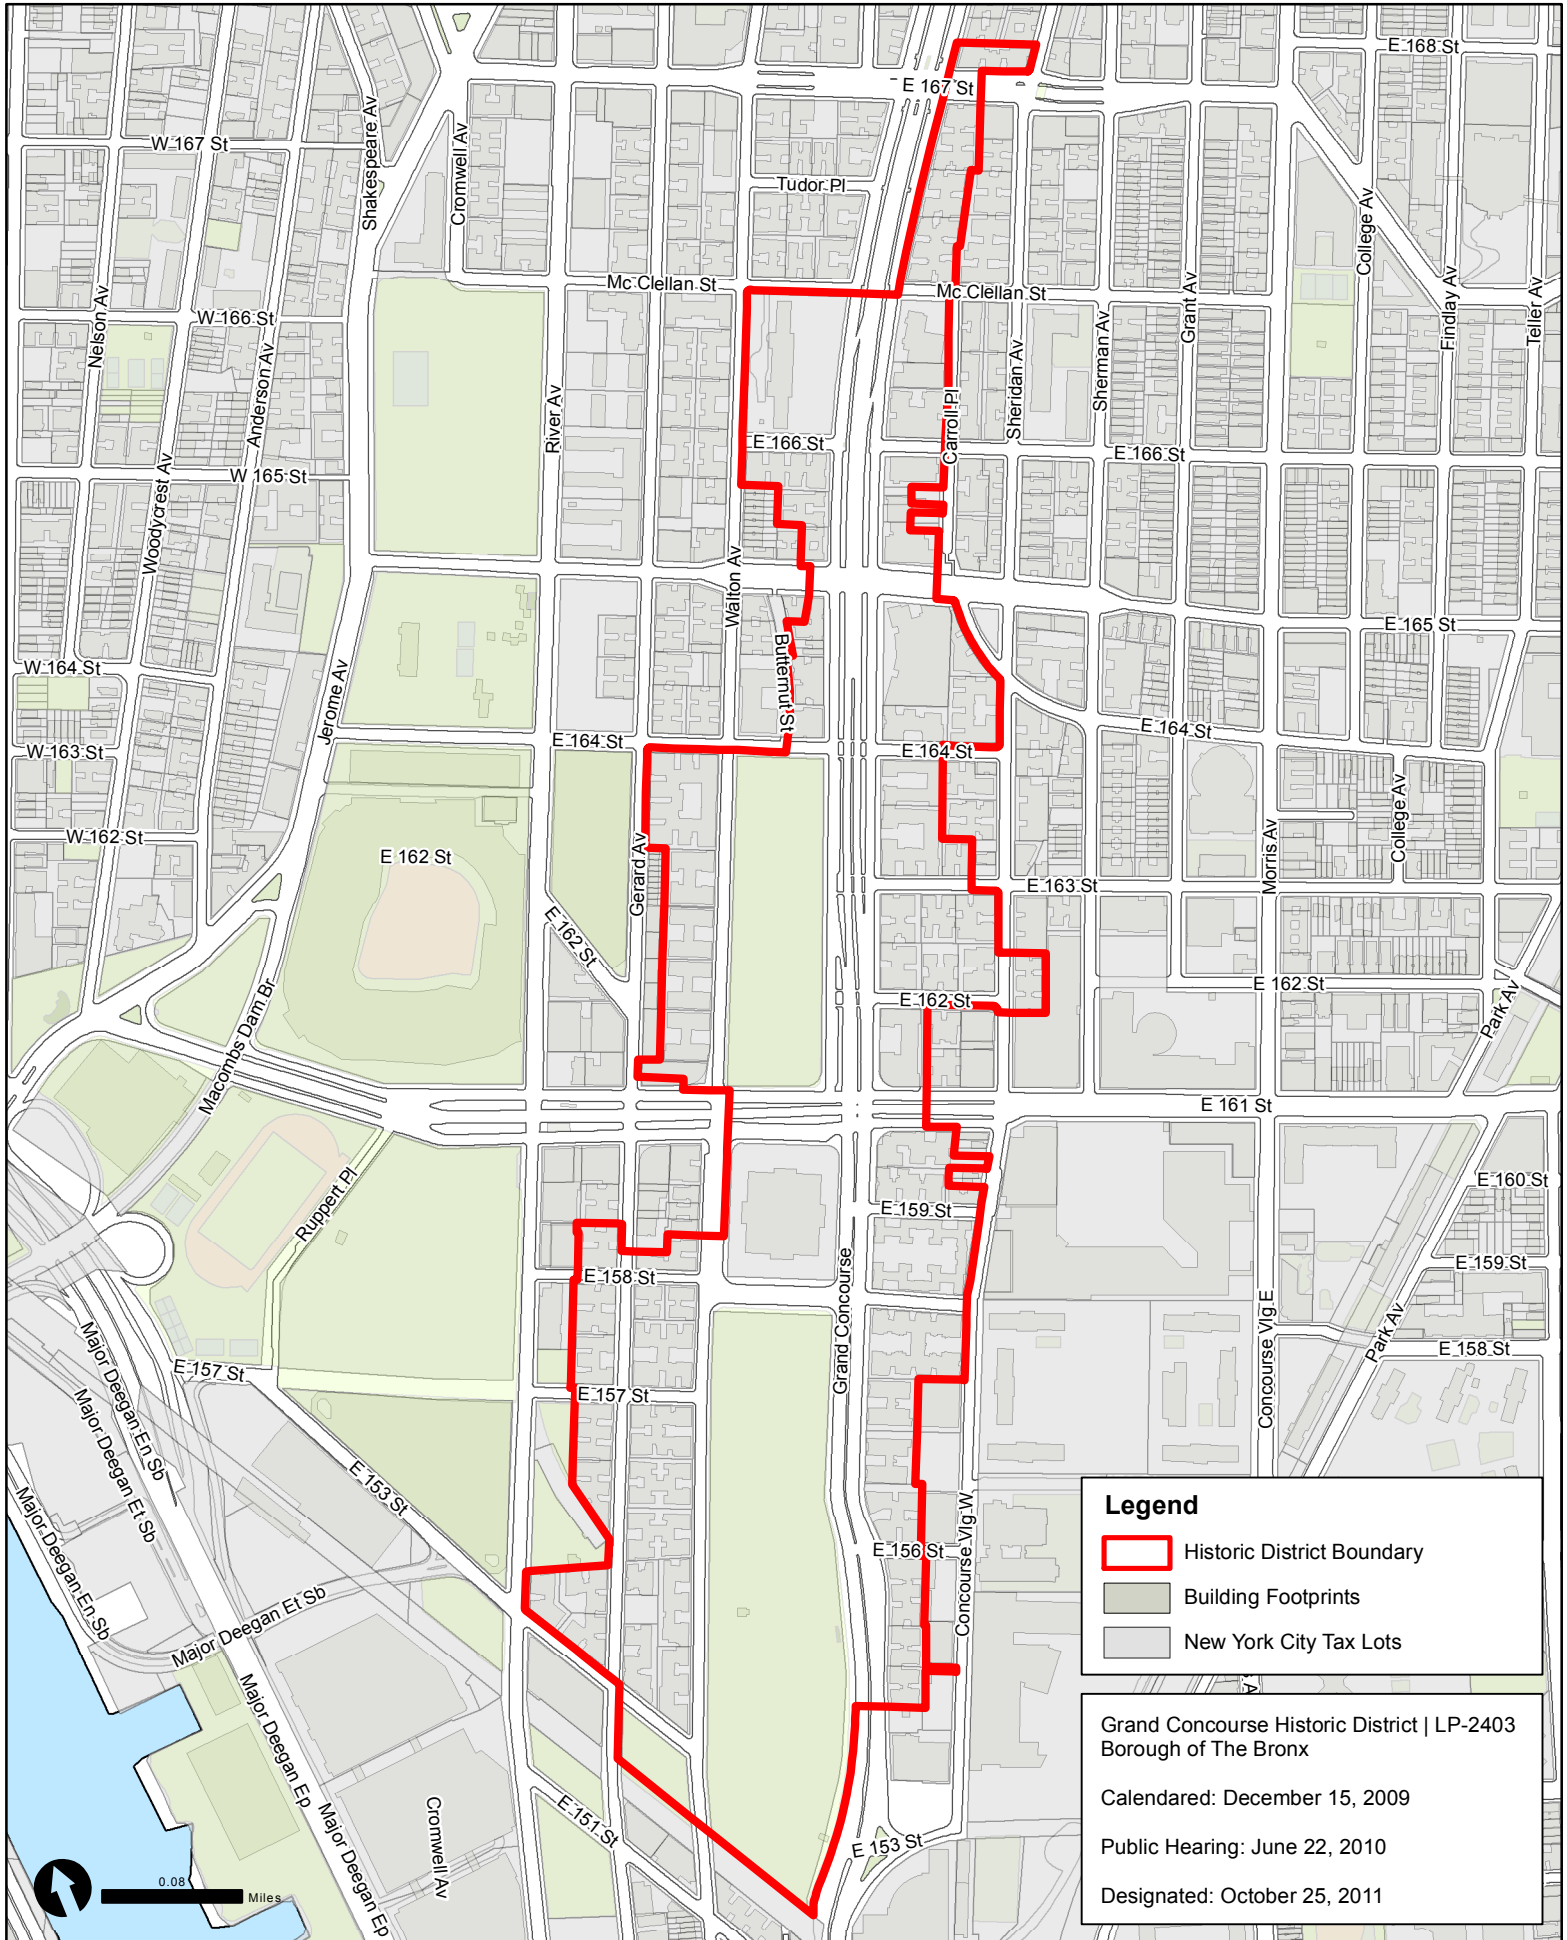 E 168 St
E 167 St
W 167 St
Shakespeare Av
Cromwell Av
Tudor Pl
College Av
Findlay Av
Teller Av
Mc Clellan St
Mc Clellan St
Nelson Av
W 166 St
Anderson Av
Grant Av
Sherman Av
Sheridan Av
Carroll Pl
River Av
E 166 St
E 166 St
W 165 St
Woodycrest Av
Walton Av
E 165 St
Butternut St
W 164 St
Jerome Av
W 163 St
E 164 St
E 164 St
E 164 St
College Av
W 162 St
E 162 St
Gerard Av
Morris Av
E 163 St
E 162 St
E 162 St
E 162 St
Park Av
Macombs Dam Br
E 161 St
Ruppert Pl
E 160 St
E 159 St
E 159 St
E 158 St
Grand Concourse
Concourse Vlg E
Park Av
E 158 St
Major Deegan En Sb
E 157 St
E 157 St
Major Deegan Et Sb
E 153 St
Major Deegan En Sb
E 156 St
Concourse Vlg W
Major Deegan Et Sb
Major Deegan Ep
Major Deegan Ep
Cromwell Av
E 151 St
E 153 St
Legend
Historic District Boundary
Building Footprints
New York City Tax Lots
Grand Concourse Historic District | LP-2403
Borough of The Bronx
Calendared: December 15, 2009
Public Hearing: June 22, 2010
Designated: October 25, 2011
0.08
Miles